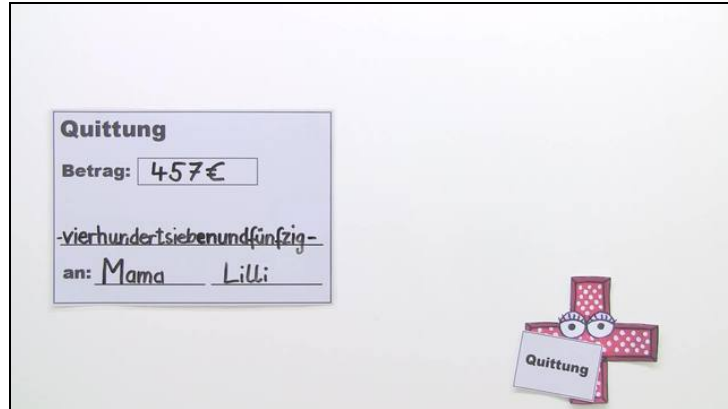 Quittung
Betrag: 457€
-vierhundertsiebenundfünfzig-
an: Mama Lilli
Quittung